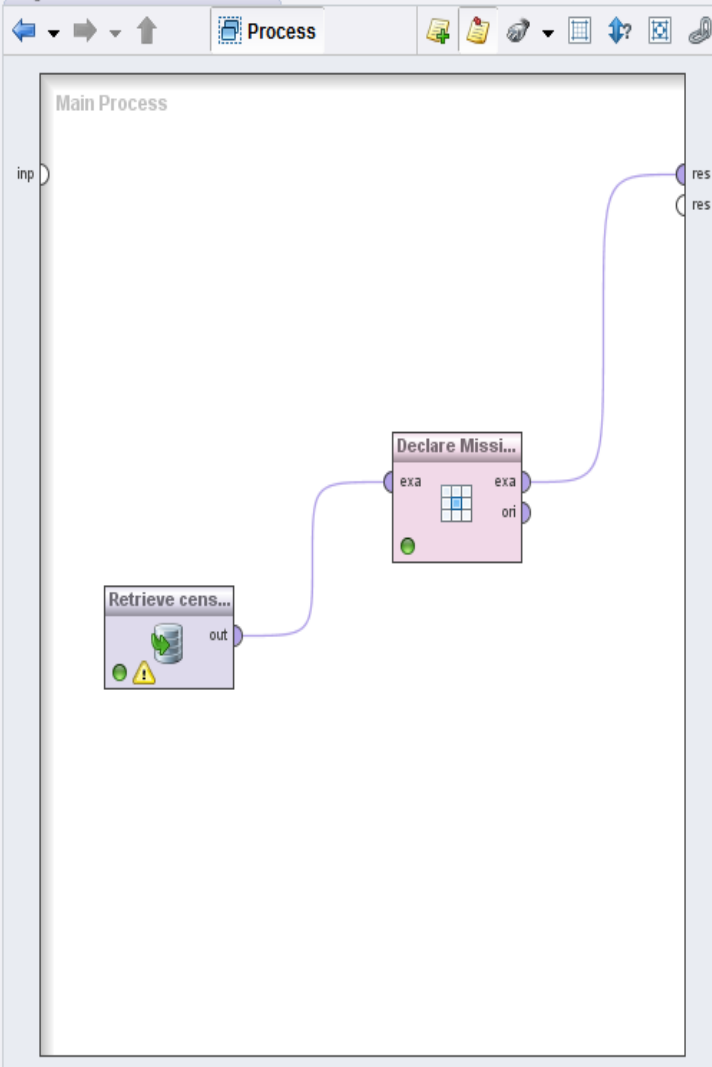 Process
Main Process
inp
res
res
Declare Missi...
exa
exa
ori
Retrieve cens...
out